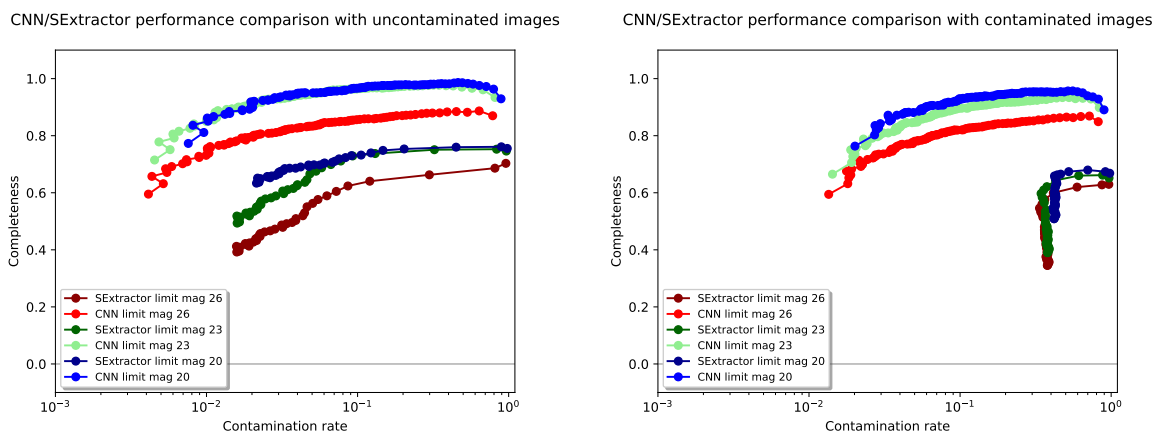 CNN/SExtractor performance comparison with uncontaminated images
1.0
0.8
0.6
0.4
0.2
0.0
Completeness
SExtractor limit mag 26
CNN limit mag 26
SExtractor limit mag 23
CNN limit mag 23
SExtractor limit mag 20
CNN limit mag 20
10⁻³ 10⁻² 10⁻¹ 10⁰
Contamination rate
CNN/SExtractor performance comparison with contaminated images
1.0
0.8
0.6
0.4
0.2
0.0
Completeness
SExtractor limit mag 26
CNN limit mag 26
SExtractor limit mag 23
CNN limit mag 23
SExtractor limit mag 20
CNN limit mag 20
10⁻³ 10⁻² 10⁻¹ 10⁰
Contamination rate